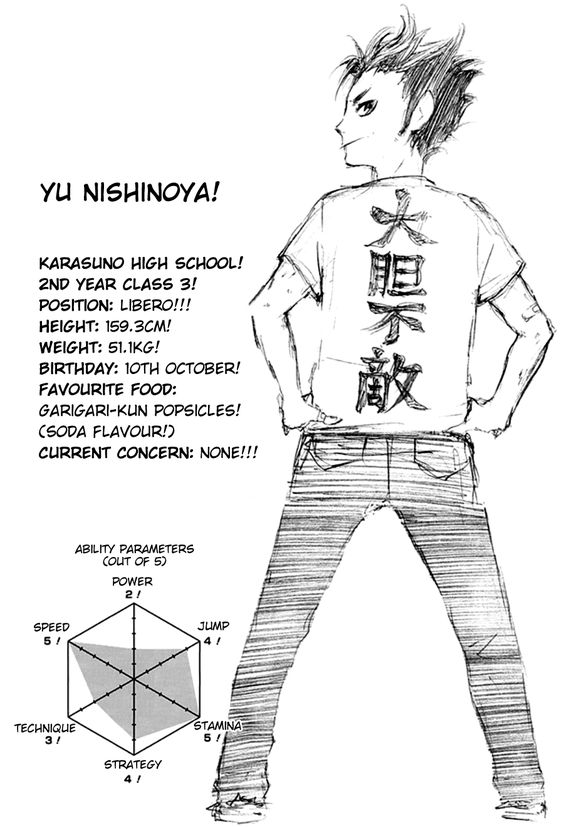 YU NISHINOYA!
KARASUNO HIGH SCHOOL!
2ND YEAR CLASS 3!
POSITION: LIBERO!!!
HEIGHT: 159.3CM!
WEIGHT: 51.1KG!
BIRTHDAY: 10TH OCTOBER!
FAVOURITE FOOD:
GARIGARI-KUN POPSICLES!
(SODA FLAVOUR!)
CURRENT CONCERN: NONE!!!
大
胆
不
敵
ABILITY PARAMETERS
(OUT OF 5)
POWER
2!
SPEED
5!
JUMP
4!
TECHNIQUE
3!
STAMINA
5!
STRATEGY
4!